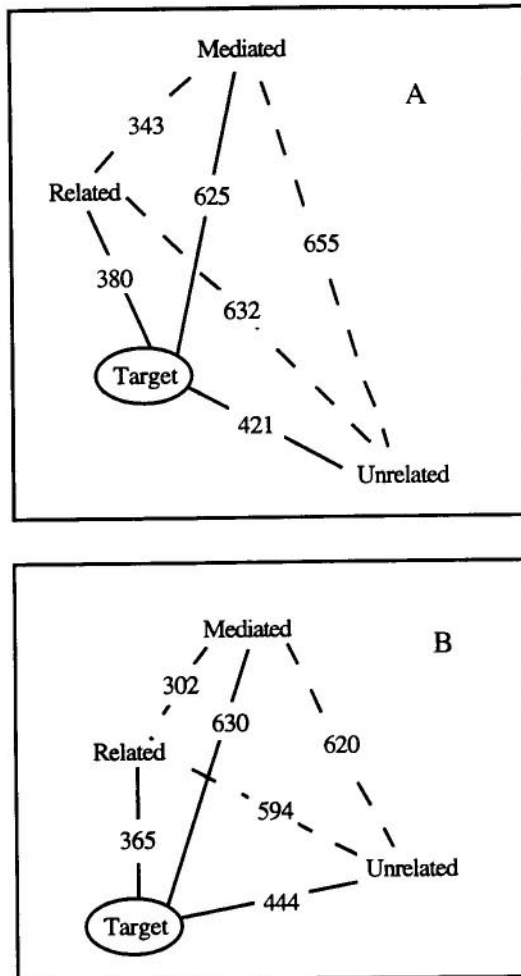 Mediated
A
343
Related
625
655
380
632
Target
421
Unrelated
Mediated
B
302
630
620
Related
594
365
Unrelated
444
Target